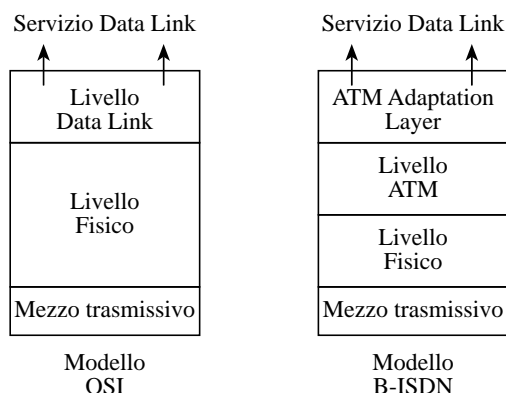 Servizio Data Link
Livello
Data Link
Livello
Fisico
Mezzo trasmissivo
Modello
OSI
Servizio Data Link
ATM Adaptation
Layer
Livello
ATM
Livello
Fisico
Mezzo trasmissivo
Modello
B-ISDN